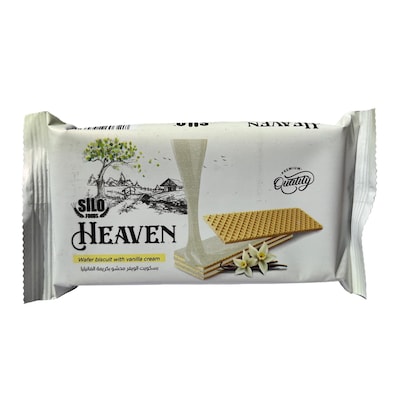 HEAVEN
PREMIUM
Quality
SILO
FOODS
HEAVEN
Wafer biscuit with vanilla cream
بسكويت الويفر محشو بكريمة الفانيليا